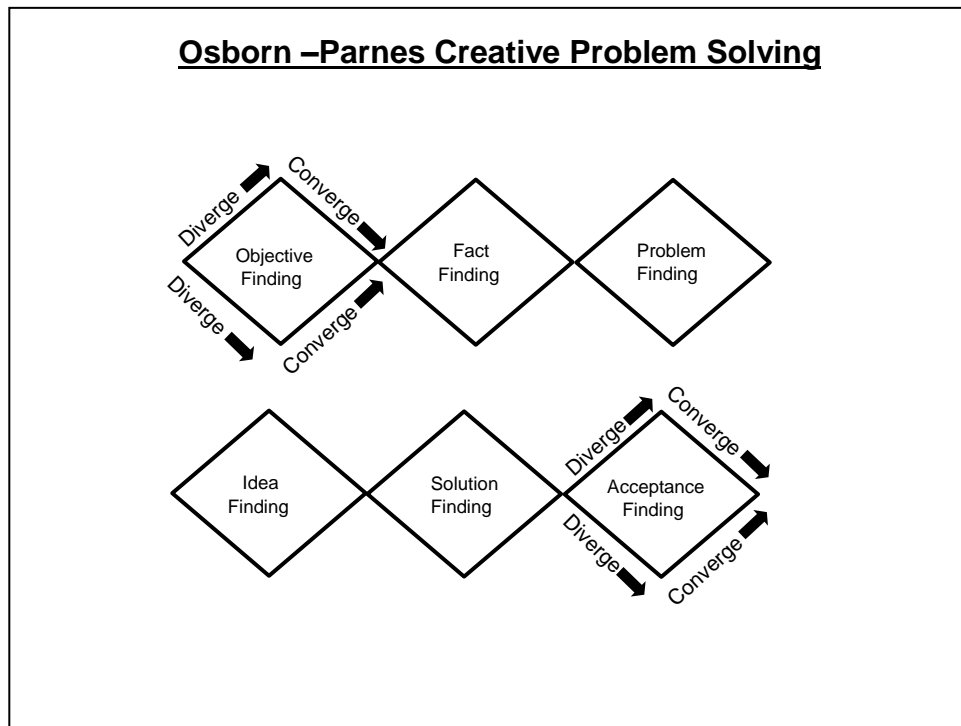 Osborn –Parnes Creative Problem Solving
Diverge
Converge
Objective
Finding
Diverge
Converge
Fact
Finding
Problem
Finding
Idea
Finding
Solution
Finding
Diverge
Converge
Acceptance
Finding
Diverge
Converge